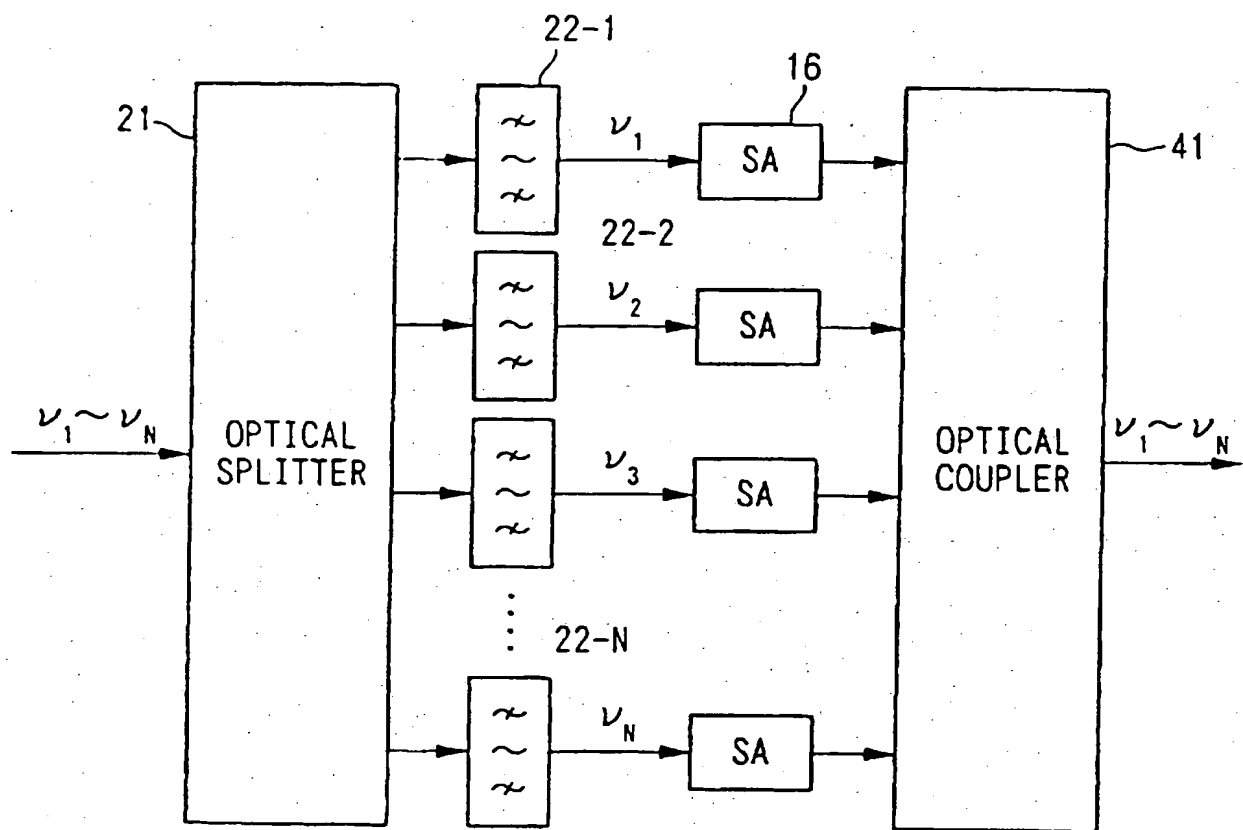 22-1
16
21
ν1
SA
41
22-2
ν2
SA
ν1~νN
OPTICAL
SPLITTER
ν3
SA
OPTICAL
COUPLER
ν1~νN
22-N
νN
SA